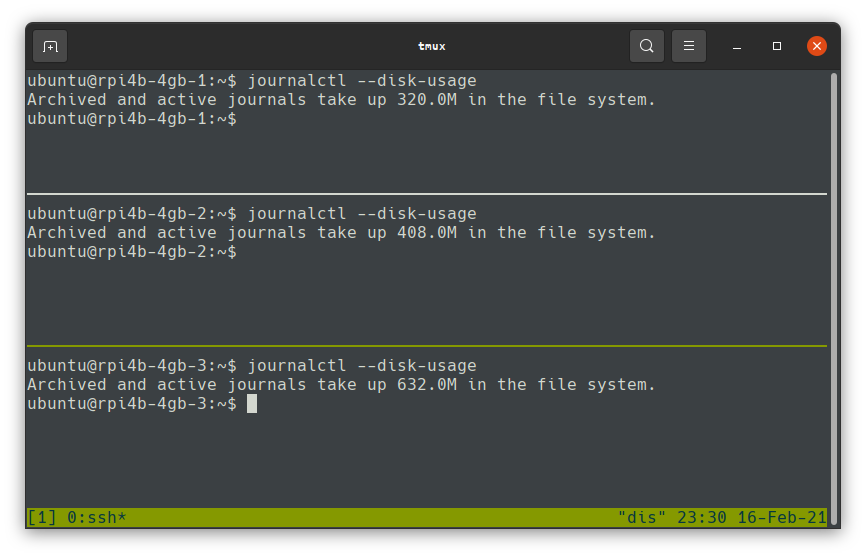 tmux
ubuntu@rpi4b-4gb-1:~$ journalctl --disk-usage
Archived and active journals take up 320.0M in the file system.
ubuntu@rpi4b-4gb-1:~$
ubuntu@rpi4b-4gb-2:~$ journalctl --disk-usage
Archived and active journals take up 408.0M in the file system.
ubuntu@rpi4b-4gb-2:~$
ubuntu@rpi4b-4gb-3:~$ journalctl --disk-usage
Archived and active journals take up 632.0M in the file system.
ubuntu@rpi4b-4gb-3:~$
[1] 0:ssh* "dis" 23:30 16-Feb-21